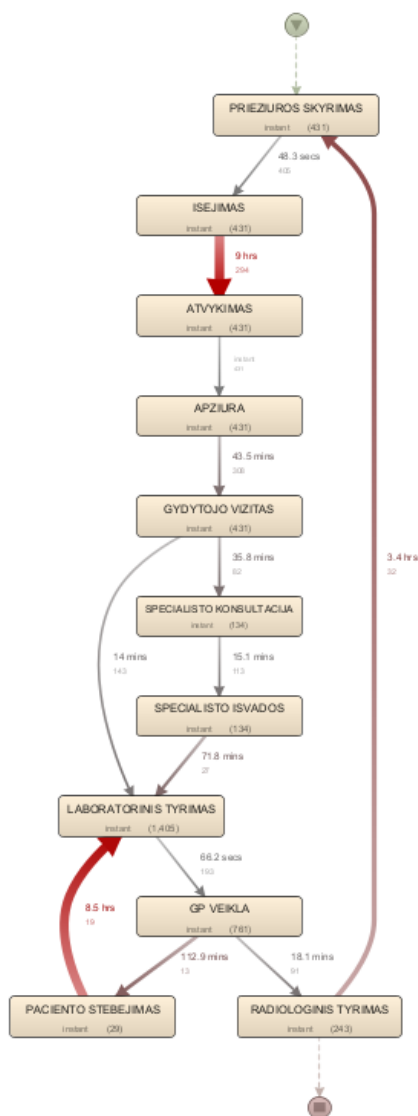 PRIEZIUROS SKYRIMAS
instant (431)
48.3 secs
405
ISEJIMAS
instant (431)
9 hrs
294
ATVYKIMAS
instant (431)
instant
431
APZIURA
instant (431)
43.5 mins
308
GYDYTOJO VIZITAS
instant (431)
35.8 mins
82
3.4 hrs
32
SPECIALISTO KONSULTACIJA
instant (134)
14 mins
143
15.1 mins
113
SPECIALISTO ISVADOS
instant (134)
71.8 mins
27
LABORATORINIS TYRIMAS
instant (1,405)
66.2 secs
193
8.5 hrs
19
GP VEIKLA
instant (761)
112.9 mins
13
18.1 mins
91
PACIENTO STEBEJIMAS
instant (29)
RADIOLOGINIS TYRIMAS
instant (243)